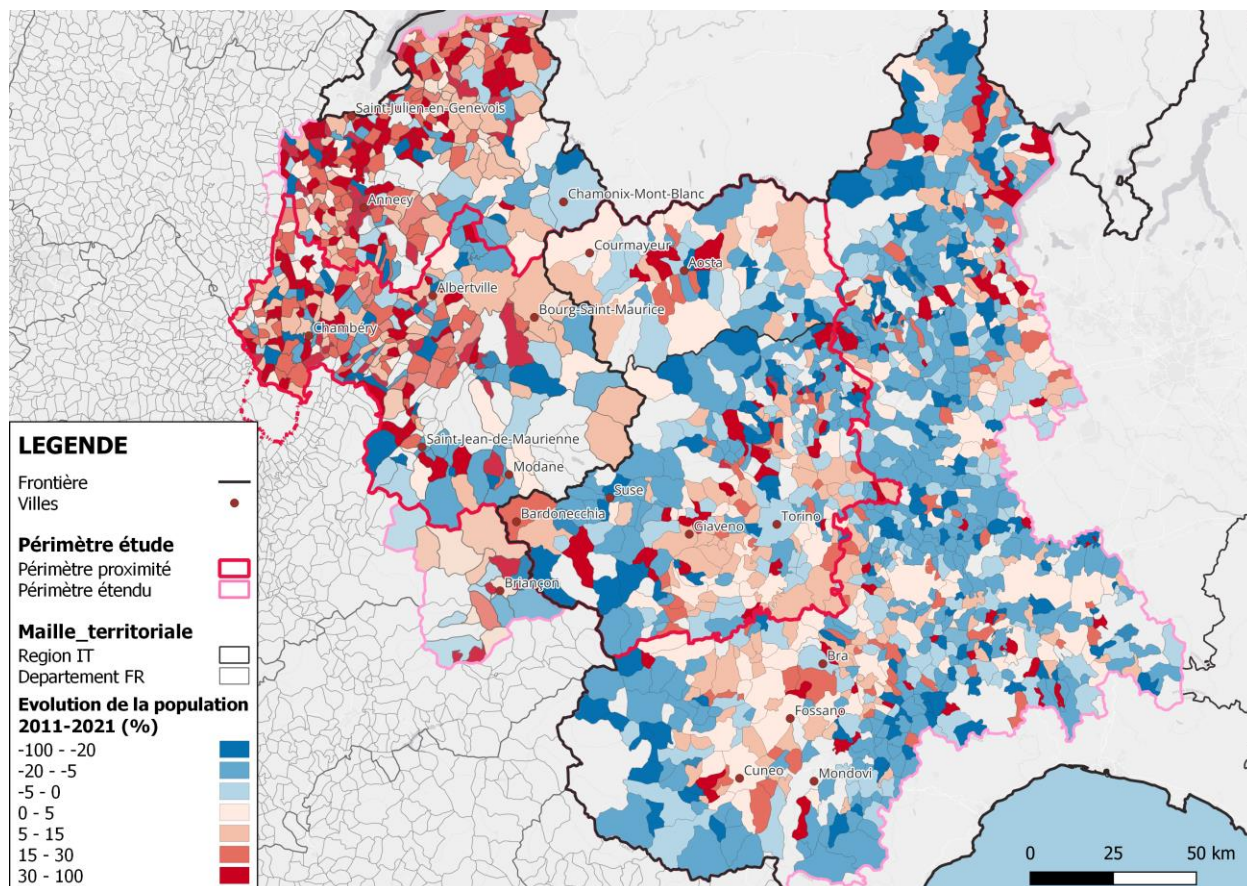 Saint-Julien-en-Genevois
Chamonix-Mont-Blanc
Annecy
Courmayeur
Aosta
Albertville
Bourg-Saint-Maurice
Chambéry
Saint-Jean-de-Maurienne
Modane
Suse
Bardonecchia
Torino
Giaveno
Briançon
Bra
Fossano
Cuneo
Mondovì
LEGENDE
Frontière
Villes
Périmètre étude
Périmètre proximité
Périmètre étendu
Maille_territoriale
Region IT
Departement FR
Evolution de la population
2011-2021 (%)
-100 - -20
-20 - -5
-5 - 0
0 - 5
5 - 15
15 - 30
30 - 100
0 25 50 km